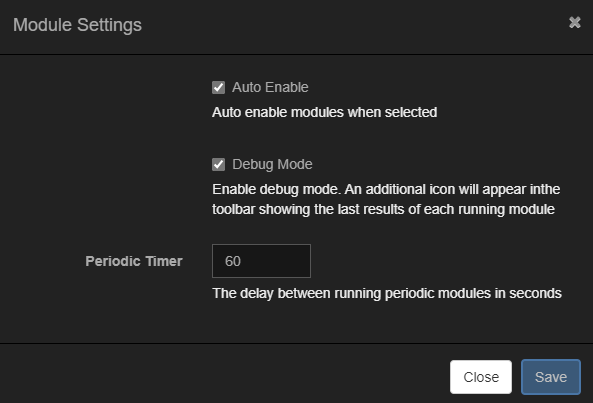 Module Settings
Auto Enable
Auto enable modules when selected
Debug Mode
Enable debug mode. An additional icon will appear inthe
toolbar showing the last results of each running module
Periodic Timer 60
The delay between running periodic modules in seconds
Close Save